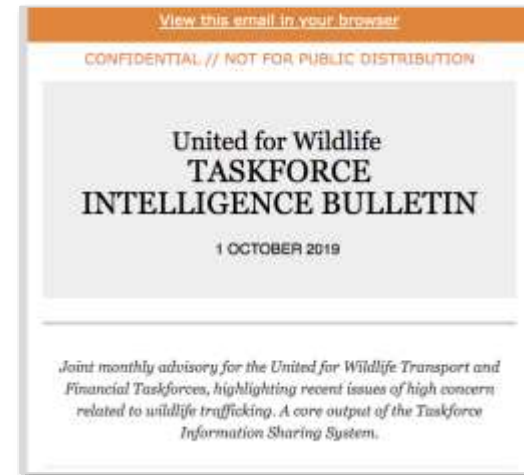 View this email in your browser
CONFIDENTIAL // NOT FOR PUBLIC DISTRIBUTION
United for Wildlife
TASKFORCE
INTELLIGENCE BULLETIN
1 OCTOBER 2019
Joint monthly advisory for the United for Wildlife Transport and
Financial Taskforces, highlighting recent issues of high concern
related to wildlife trafficking. A core output of the Taskforce
Information Sharing System.